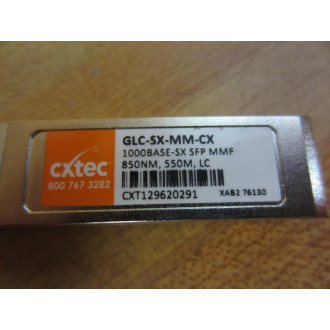 cxtec
800 767 3282
GLC-SX-MM-CX
1000BASE-SX SFP MMF
850NM, 550M, LC
CXT129620291
XAB2 76130